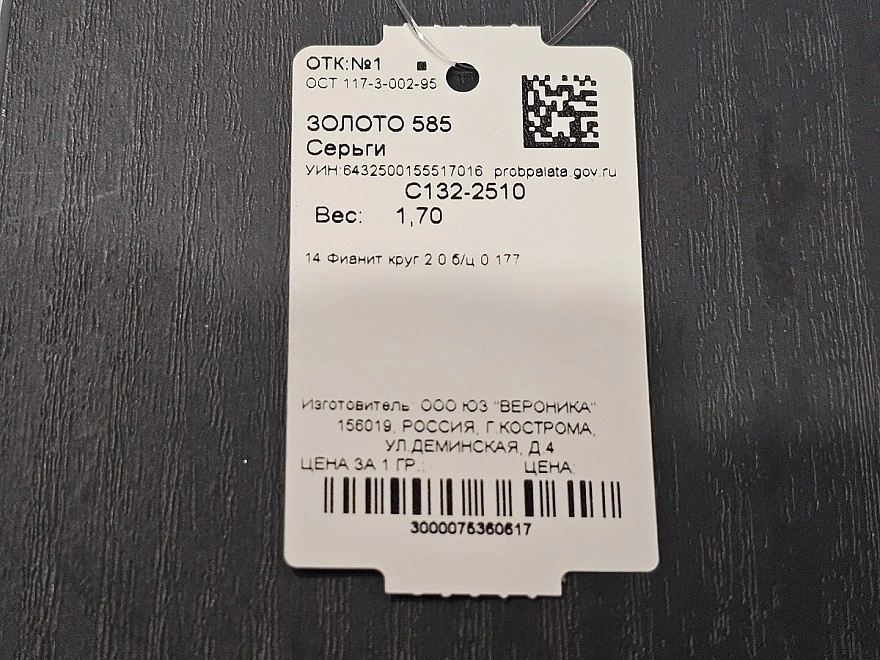 ОТК:№1
ОСТ 117-3-002-95
ЗОЛОТО 585
Серьги
УИН:6432500155517016 probpalata.gov.ru
С132-2510
Вес: 1,70
14 Фианит круг 2 0 б/ц 0 177
Изготовитель: ООО ЮЗ "ВЕРОНИКА"
156019, РОССИЯ, Г.КОСТРОМА,
УЛ.ДЕМИНСКАЯ, Д.4
ЦЕНА ЗА 1 ГР.: ЦЕНА:
3000076360617